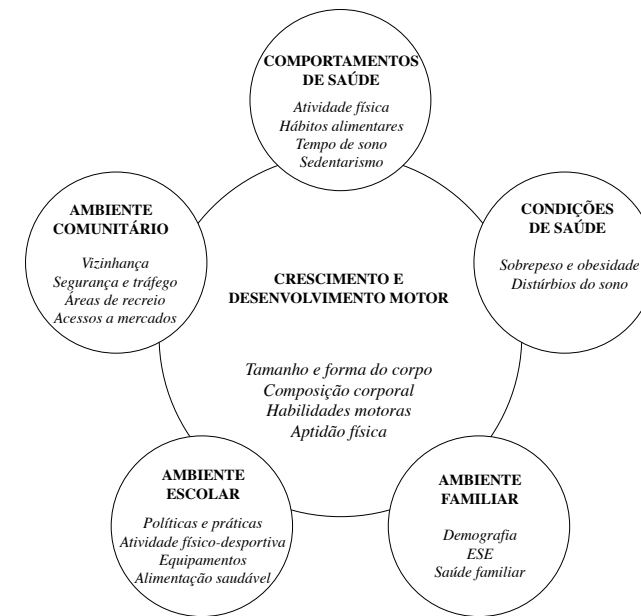 COMPORTAMENTOS
DE SAÚDE
Atividade física
Hábitos alimentares
Tempo de sono
Sedentarismo
AMBIENTE
COMUNITÁRIO
Vizinhança
Segurança e tráfego
Áreas de recreio
Acessos a mercados
CONDIÇÕES
DE SAÚDE
Sobrepeso e obesidade
Distúrbios do sono
CRESCIMENTO E
DESENVOLVIMENTO MOTOR
Tamanho e forma do corpo
Composição corporal
Habilidades motoras
Aptidão física
AMBIENTE
ESCOLAR
Políticas e práticas
Atividade físico-desportiva
Equipamentos
Alimentação saudável
AMBIENTE
FAMILIAR
Demografia
ESE
Saúde familiar